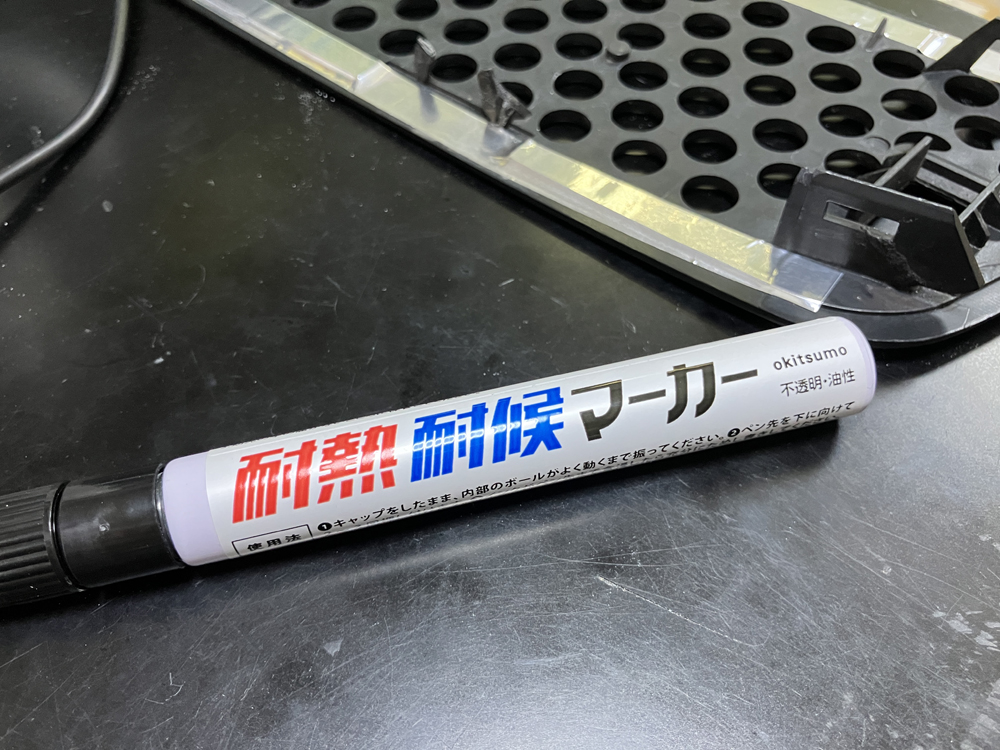 耐熱 耐候 マーカー
okitsumo
不透明・油性
使用法
❶キャップをしたまま、内部のボールがよく動くまで振ってください。❷ペン先を下に向けて